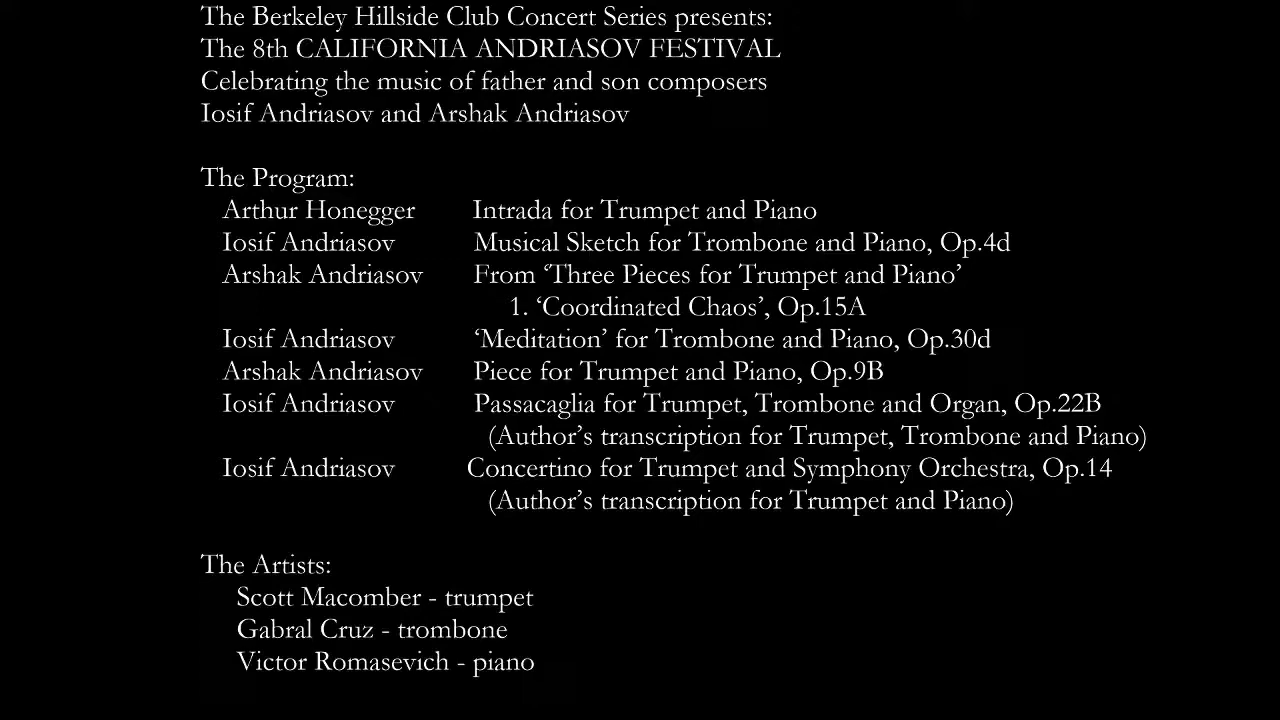 The Berkeley Hillside Club Concert Series presents:
The 8th CALIFORNIA ANDRIASOV FESTIVAL
Celebrating the music of father and son composers
Iosif Andriasov and Arshak Andriasov
The Program:
Arthur Honegger Intrada for Trumpet and Piano
Iosif Andriasov Musical Sketch for Trombone and Piano, Op.4d
Arshak Andriasov From ‘Three Pieces for Trumpet and Piano’
1. ‘Coordinated Chaos’, Op.15A
Iosif Andriasov ‘Meditation’ for Trombone and Piano, Op.30d
Arshak Andriasov Piece for Trumpet and Piano, Op.9B
Iosif Andriasov Passacaglia for Trumpet, Trombone and Organ, Op.22B
(Author’s transcription for Trumpet, Trombone and Piano)
Iosif Andriasov Concertino for Trumpet and Symphony Orchestra, Op.14
(Author’s transcription for Trumpet and Piano)
The Artists:
Scott Macomber - trumpet
Gabral Cruz - trombone
Victor Romasevich - piano